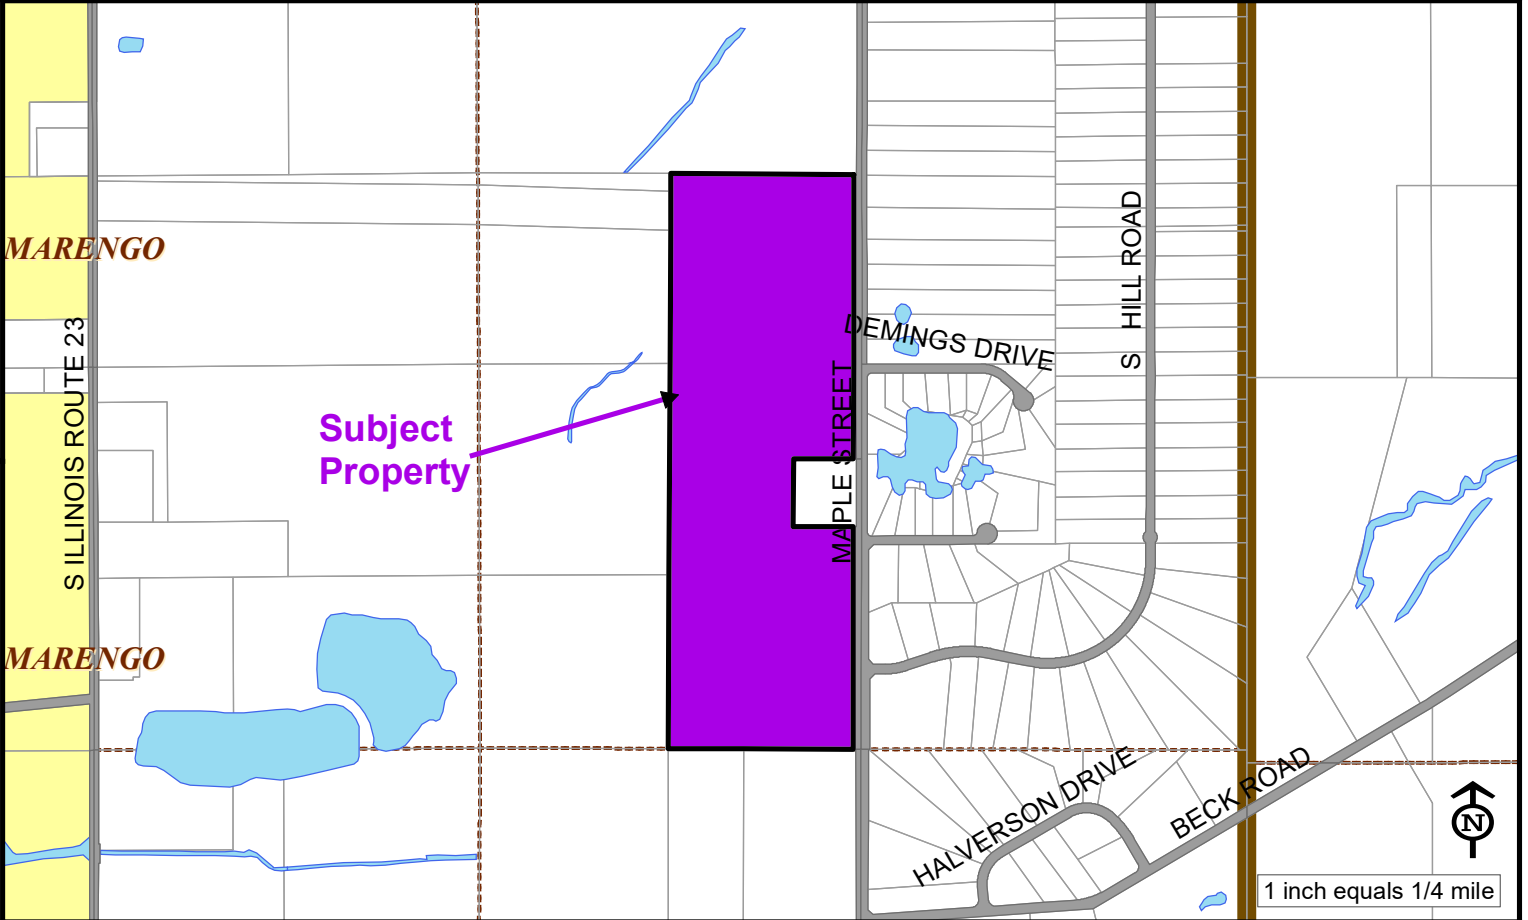 MARENGO
S ILLINOIS ROUTE 23
Subject
Property
MAPLE STREET
DEMINGS DRIVE
S HILL ROAD
MARENGO
HALVERSON DRIVE
BECK ROAD
N
1 inch equals 1/4 mile